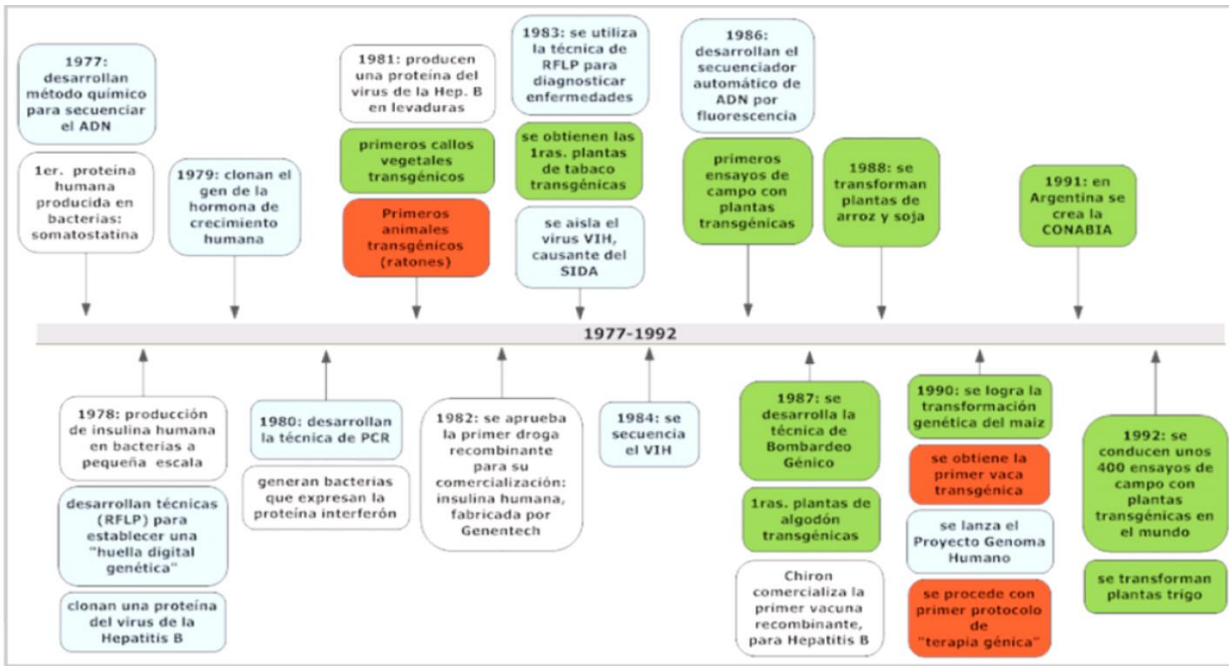 1977:
desarrollan
método químico
para secuenciar
el ADN
1er. proteína
humana
producida en
bacterias:
somatostatina
1979: clonan el
gen de la
hormona de
crecimiento
humana
1981: producen
una proteína del
virus de la Hep. B
en levaduras
primeros callos
vegetales
transgénicos
Primeros
animales
transgénicos
(ratones)
1983: se utiliza
la técnica de
RFLP para
diagnosticar
enfermedades
se obtienen las
1ras. plantas
de tabaco
transgénicas
se aisla el
virus VIH,
causante del
SIDA
1986:
desarrollan el
secuenciador
automático de
ADN por
fluorescencia
primeros
ensayos de
campo con
plantas
transgénicas
1988: se
transforman
plantas de
arroz y soja
1991: en
Argentina se
crea la
CONABIA
1977-1992
1978: producción
de insulina humana
en bacterias a
pequeña escala
desarrollan técnicas
(RFLP) para
establecer una
"huella digital
genética"
clonan una proteína
del virus de la
Hepatitis B
1980: desarrollan
la técnica de PCR
generan bacterias
que expresan la
proteína interferón
1982: se aprueba
la primer droga
recombinante
para su
comercialización:
insulina humana,
fabricada por
Genentech
1984: se
secuencia
el VIH
1987: se
desarrolla la
técnica de
Bombardeo
Génico
1ras. plantas de
algodón
transgénicas
Chiron
comercializa la
primer vacuna
recombinante,
para Hepatitis B
1990: se logra la
transformación
genética del maiz
se obtiene la
primer vaca
transgénica
se lanza el
Proyecto Genoma
Humano
se procede con
primer protocolo
de
"terapia génica"
1992: se
conducen unos
400 ensayos de
campo con
plantas
transgénicas en
el mundo
se transforman
plantas trigo